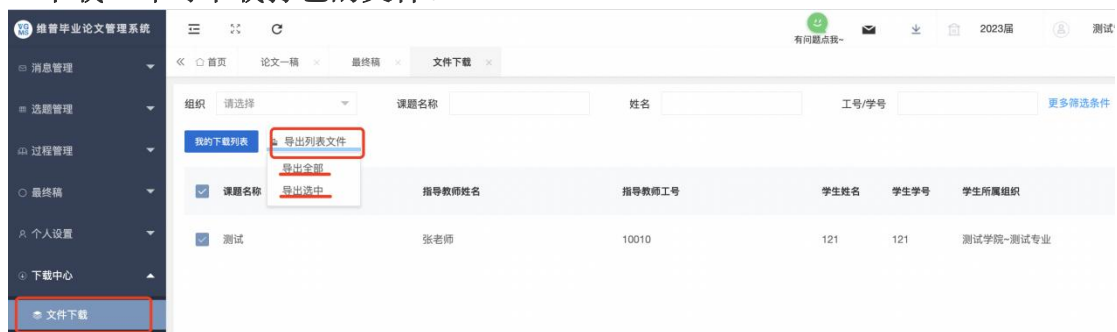 维普毕业论文管理系统
有问题点我~
2023届
测试
消息管理
首页 论文一稿 × 最终稿 × 文件下载 ×
选题管理
组织 请选择 课题名称 姓名 工号/学号 更多筛选条件
过程管理
我的下载列表 导出列表文件
导出全部
导出选中
最终稿
课题名称 指导教师姓名 指导教师工号 学生姓名 学生学号 学生所属组织
个人设置
测试 张老师 10010 121 121 测试学院~测试专业
下载中心
文件下载